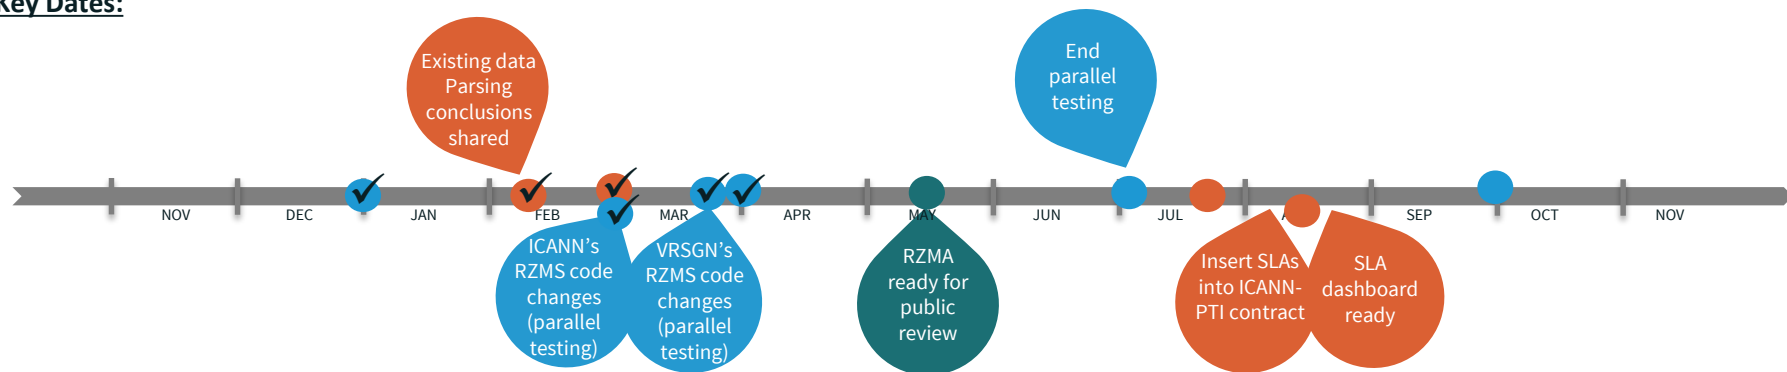 Key Dates:
Existing data
Parsing
conclusions
shared
End
parallel
testing
NOV
DEC
JAN
FEB
MAR
APR
MAY
JUN
JUL
SEP
OCT
NOV
ICANN's
RZMS code
changes
(parallel
testing)
VRSGN's
RZMS code
changes
(parallel
testing)
RZMA
ready for
public
review
Insert SLAs
into ICANN-
PTI contract
SLA
dashboard
ready